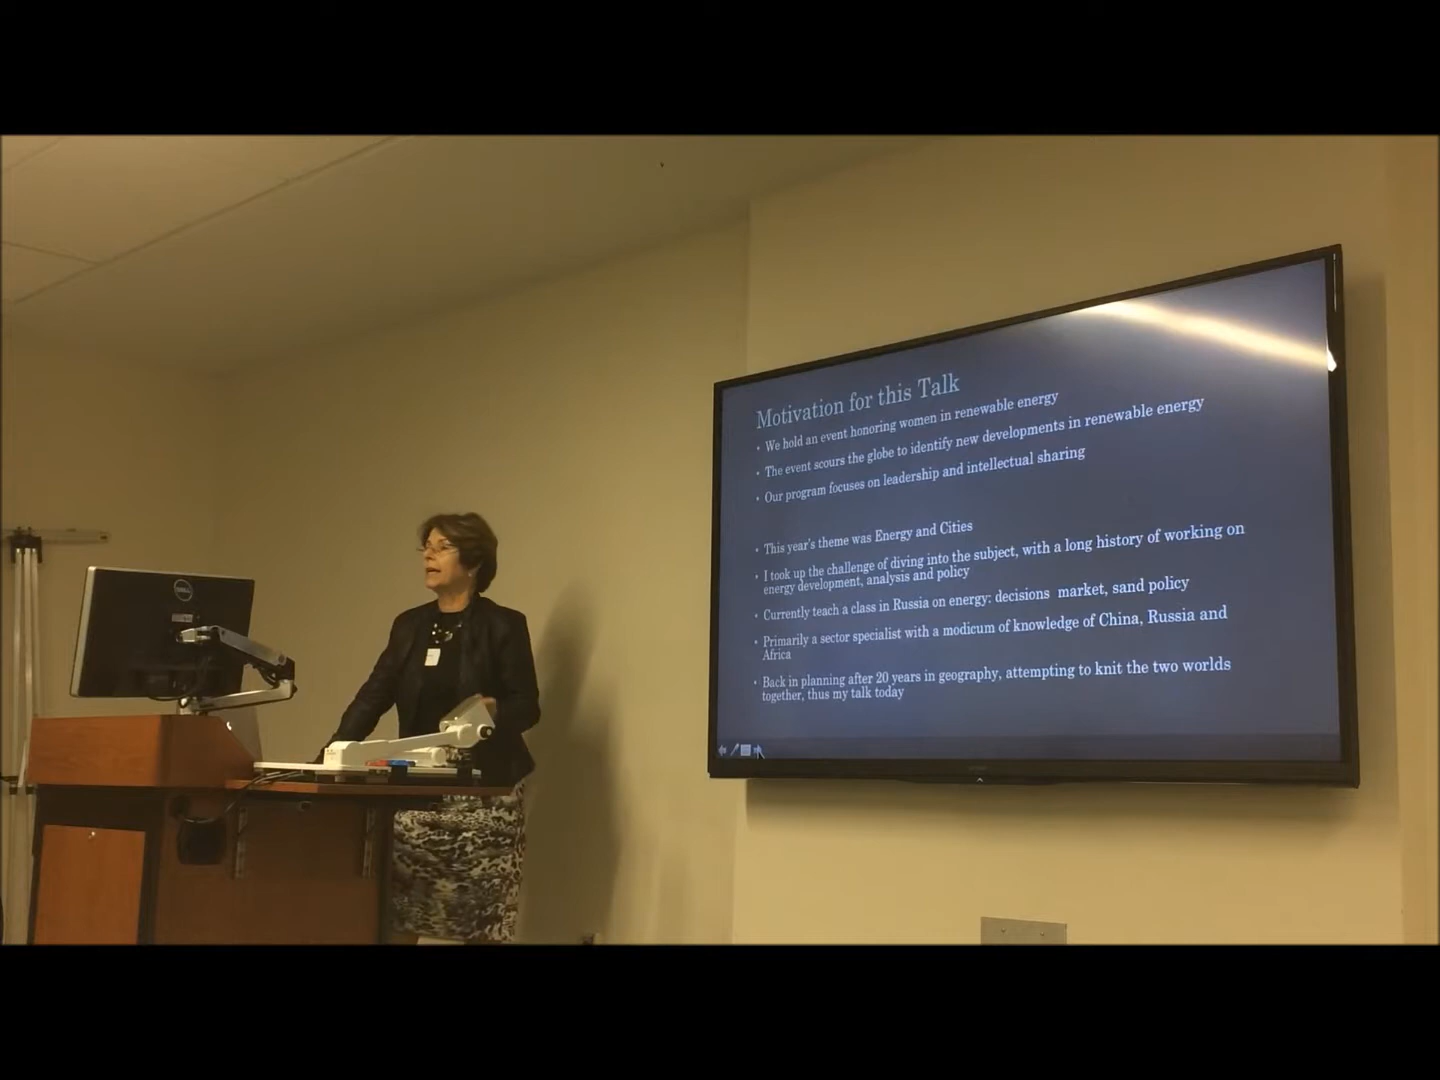 Motivation for this Talk
• We hold an event honoring women in renewable energy
• The event scours the globe to identify new developments in renewable energy
• Our program focuses on leadership and intellectual sharing
• This year's theme was Energy and Cities
• I took up the challenge of diving into the subject, with a long history of working on
energy development, analysis and policy
• Currently teach a class in Russia on energy: decisions market, sand policy
• Primarily a sector specialist with a modicum of knowledge of China, Russia and
Africa
• Back in planning after 20 years in geography, attempting to knit the two worlds
together, thus my talk today
DELL